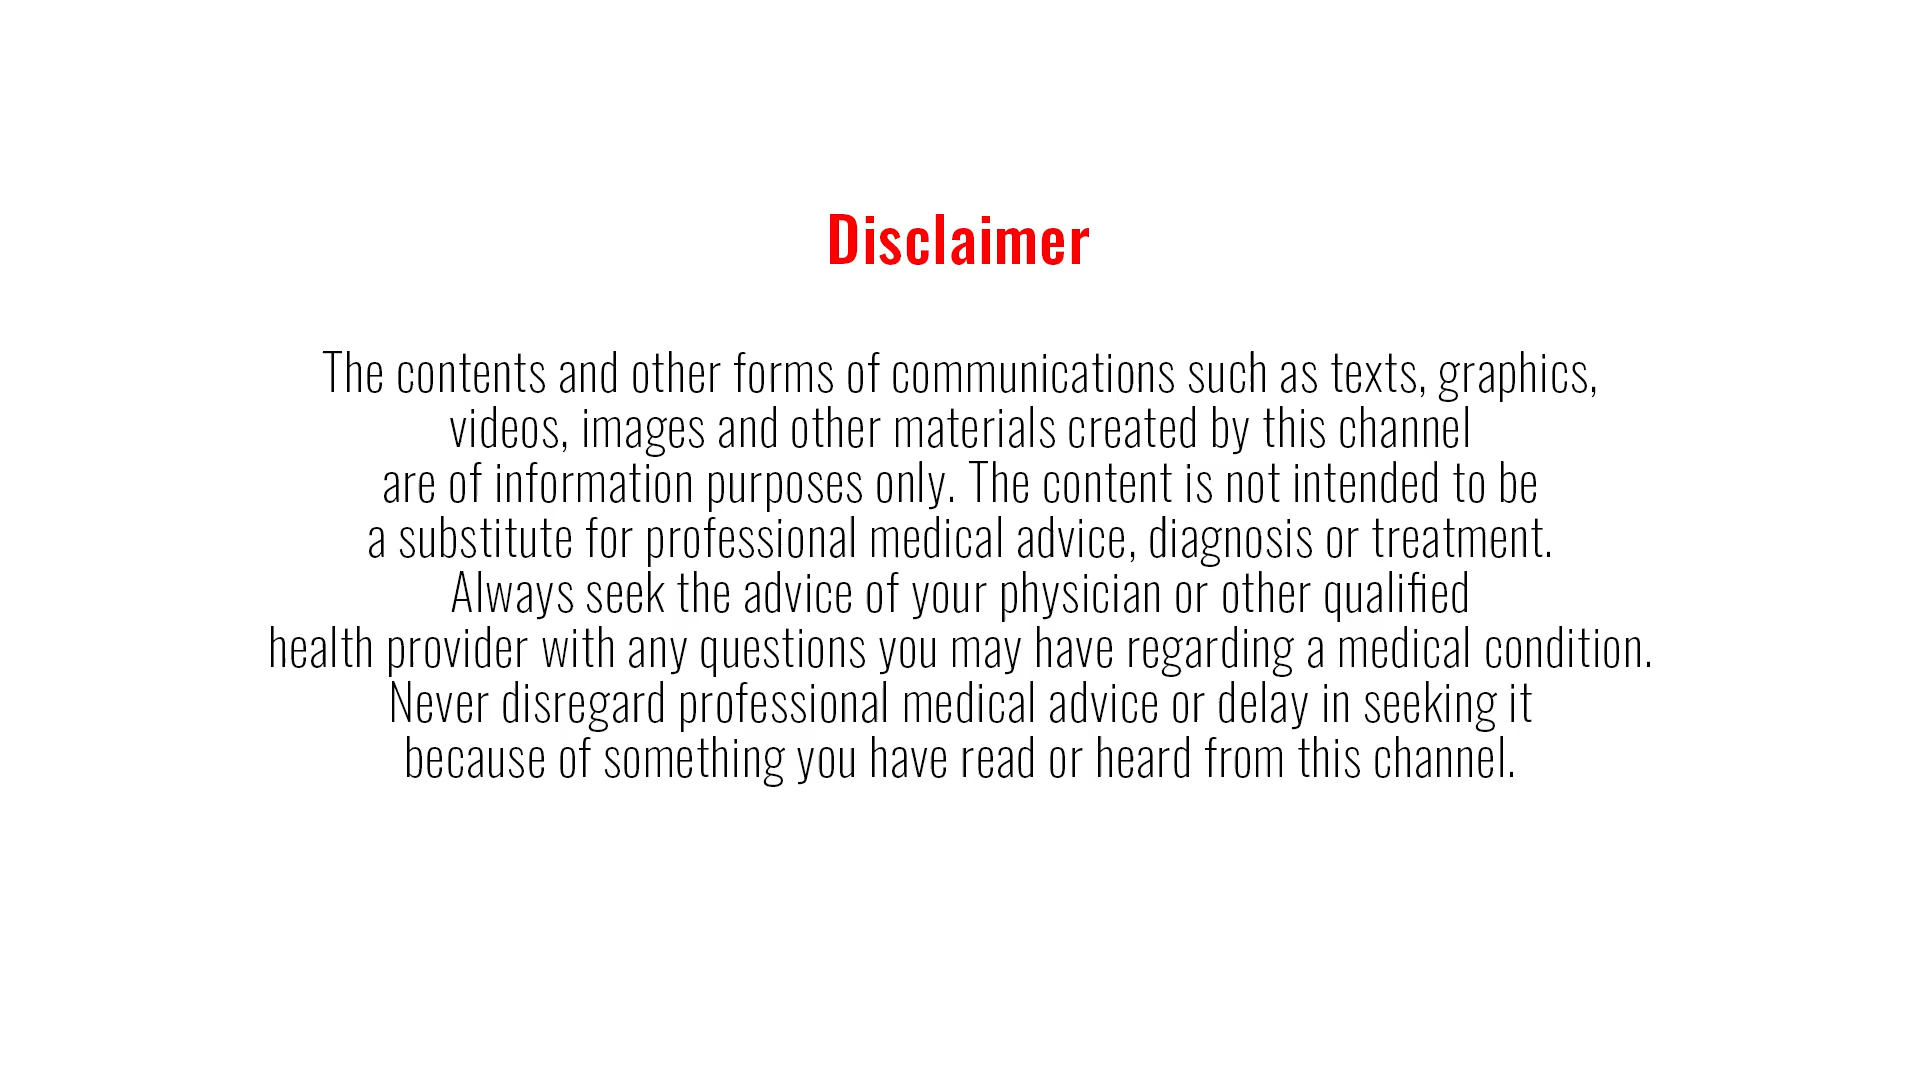 Disclaimer
The contents and other forms of communications such as texts, graphics,
videos, images and other materials created by this channel
are of information purposes only. The content is not intended to be
a substitute for professional medical advice, diagnosis or treatment.
Always seek the advice of your physician or other qualified
health provider with any questions you may have regarding a medical condition.
Never disregard professional medical advice or delay in seeking it
because of something you have read or heard from this channel.